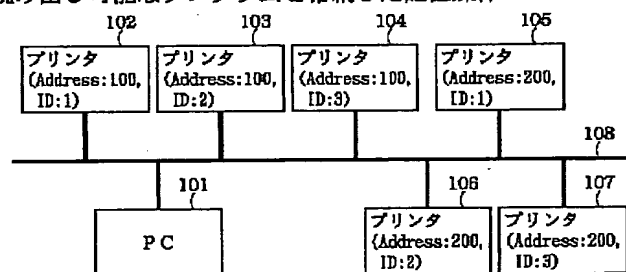 102
103
104
105
プリンタ
(Address:100,
ID:1)
プリンタ
(Address:100,
ID:2)
プリンタ
(Address:100,
ID:3)
プリンタ
(Address:200,
ID:1)
108
101
106
107
PC
プリンタ
(Address:200,
ID:2)
プリンタ
(Address:200,
ID:3)